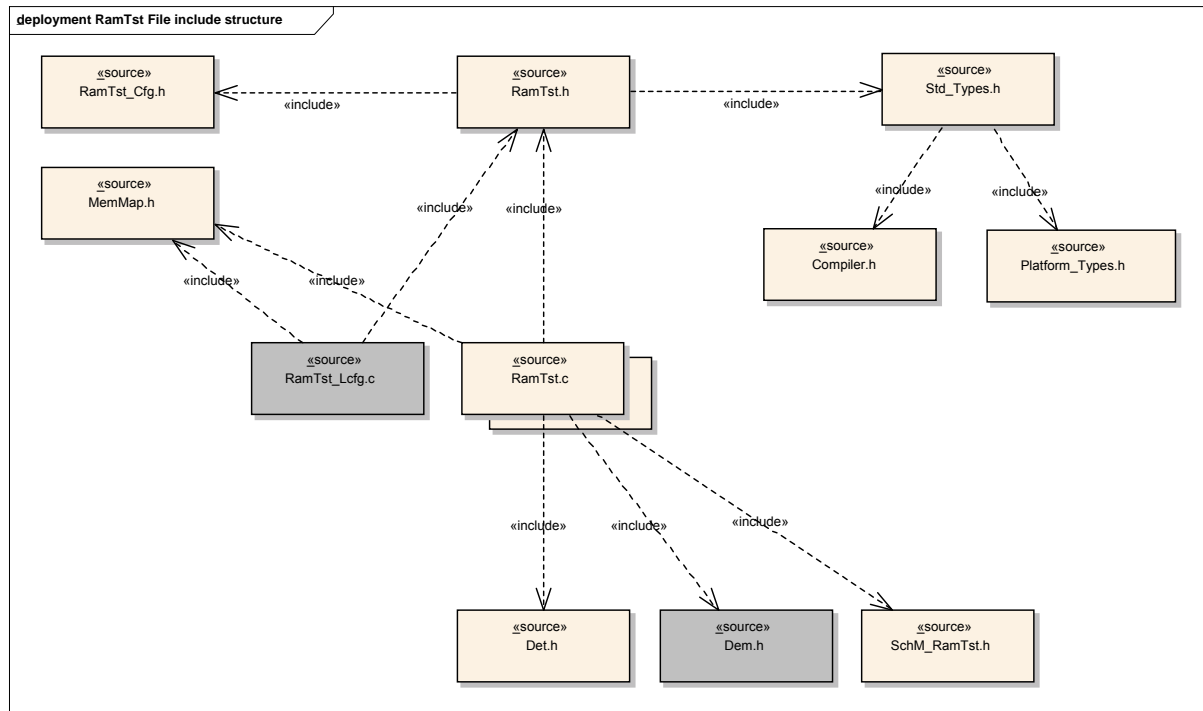 deployment RamTst File include structure
«source»
RamTst_Cfg.h
«source»
RamTst.h
«source»
Std_Types.h
«include»
«include»
«source»
MemMap.h
«include»
«include»
«include»
«include»
«source»
Compiler.h
«source»
Platform_Types.h
«include»
«include»
«source»
RamTst_Lcfg.c
«source»
RamTst.c
«include»
«include»
«include»
«source»
Det.h
«source»
Dem.h
«source»
SchM_RamTst.h